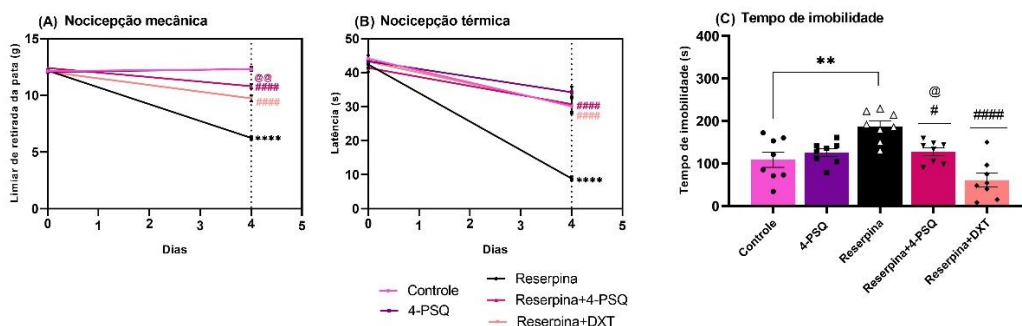 (A) Nocicepção mecânica
Limiar de retirada da pata (g)
15
10
5
0
0 1 2 3 4 5
Dias
@@
####
####
****
(B) Nocicepção térmica
Latência (s)
50
40
30
20
10
0
0 1 2 3 4 5
Dias
####
####
****
Controle
4-PSQ
Reserpina
Reserpina+4-PSQ
Reserpina+DXT
(C) Tempo de imobilidade
Tempo de imobilidade (s)
400
300
200
100
0
**
@
#
####
Controle
4-PSQ
Reserpina
Reserpina+4-PSQ
Reserpina+DXT